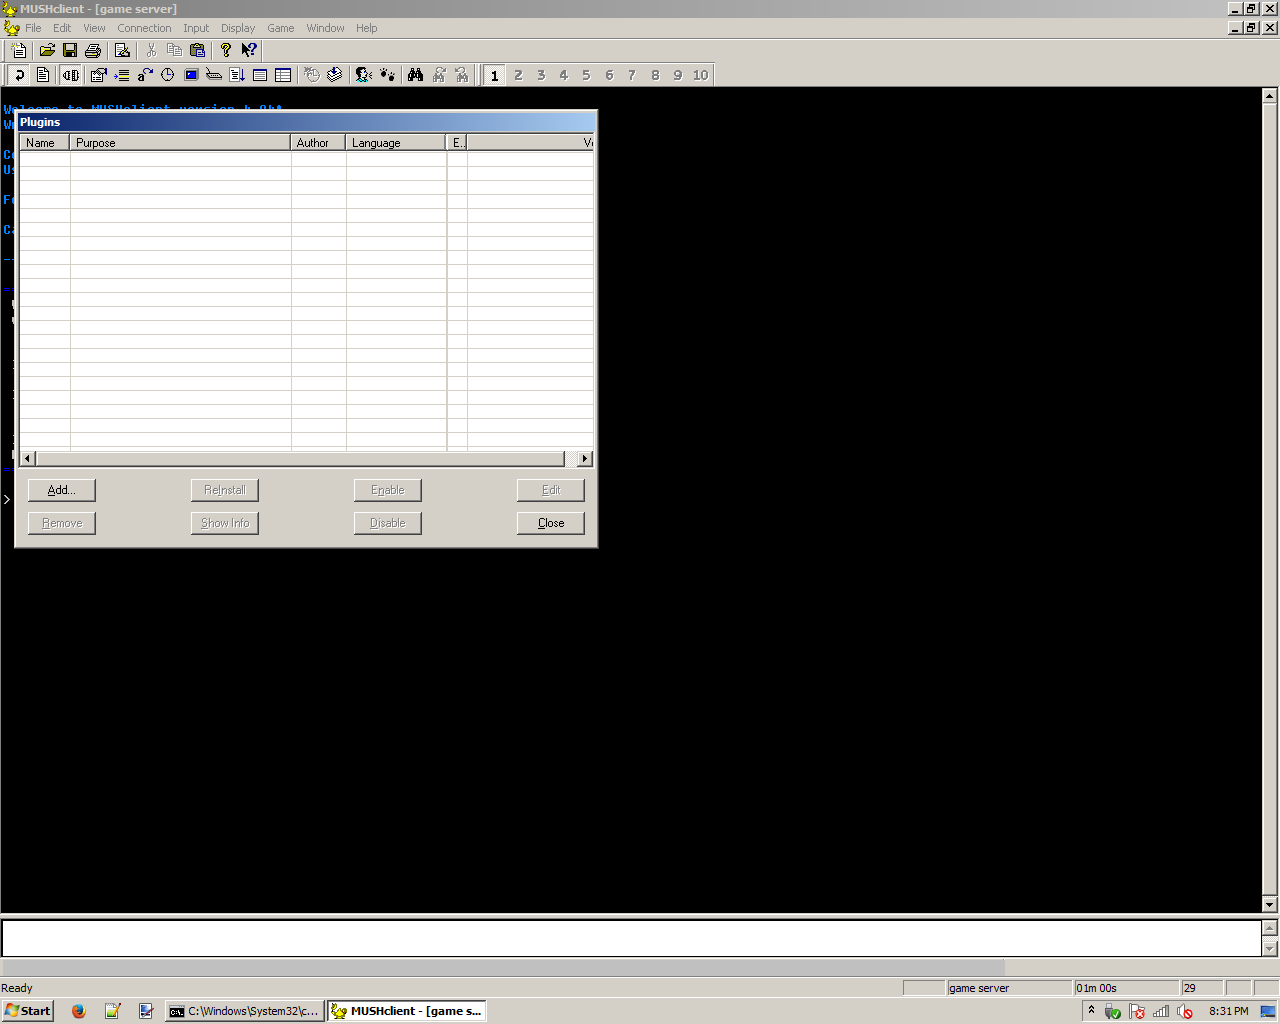 MUSHclient - [game server]
File Edit View Connection Input Display Game Window Help
1 2 3 4 5 6 7 8 9 10
Plugins
Name Purpose Author Language E..
Add... ReInstall Enable Edit
Remove Show Info Disable Close
>
Ready game server 01m 00s 29
Start C:\Windows\System32\c... MUSHclient - [game s... 8:31 PM